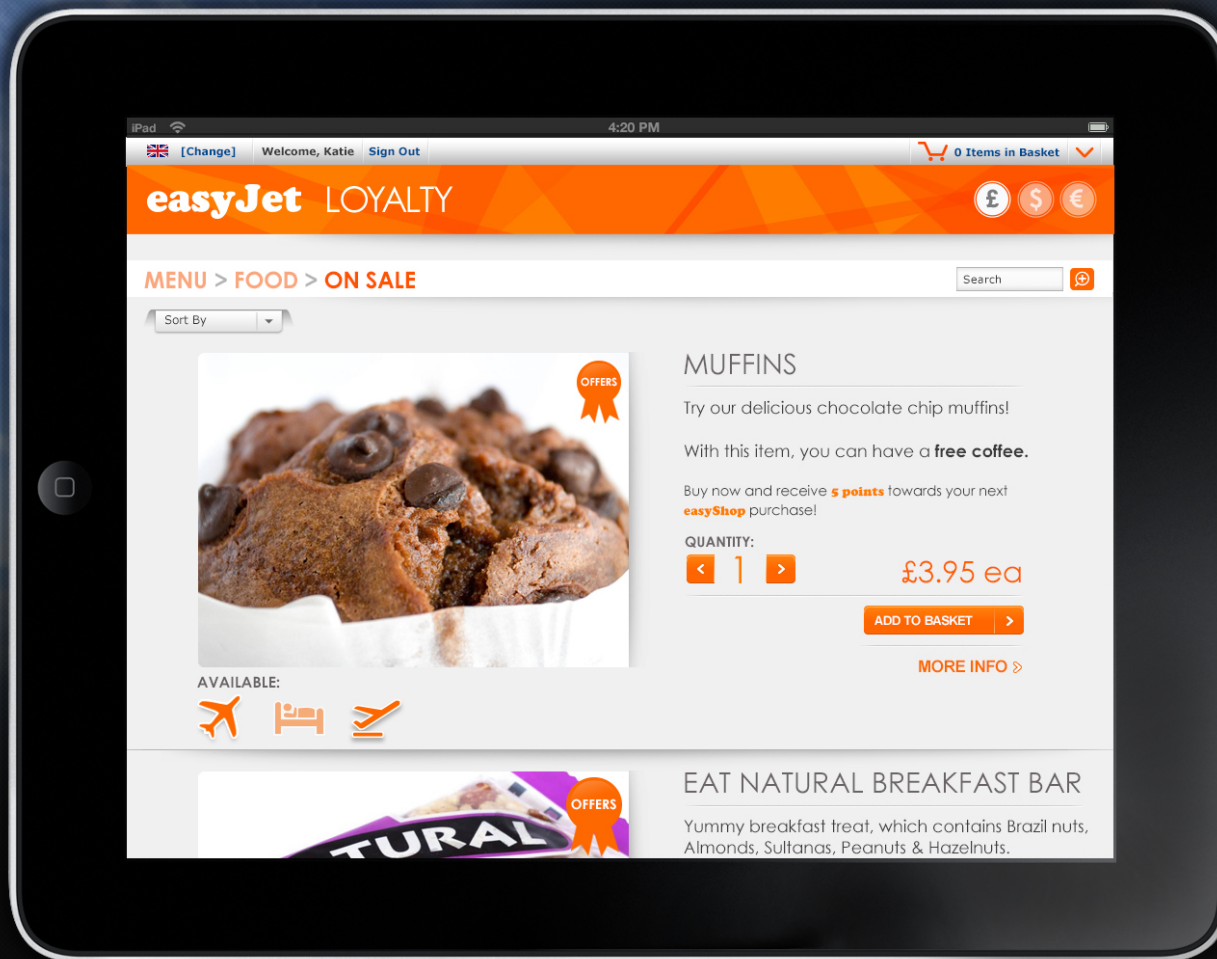 iPad 4:20 PM
[Change] Welcome, Katie Sign Out 0 Items in Basket
easyJet LOYALTY £ $ €
MENU > FOOD > ON SALE
Search
Sort By
OFFERS
MUFFINS
Try our delicious chocolate chip muffins!
With this item, you can have a free coffee.
Buy now and receive 5 points towards your next
easyShop purchase!
QUANTITY:
< 1 >
£3.95 ea
ADD TO BASKET >
MORE INFO »
AVAILABLE:
OFFERS
TURAL
EAT NATURAL BREAKFAST BAR
Yummy breakfast treat, which contains Brazil nuts,
Almonds, Sultanas, Peanuts & Hazelnuts.